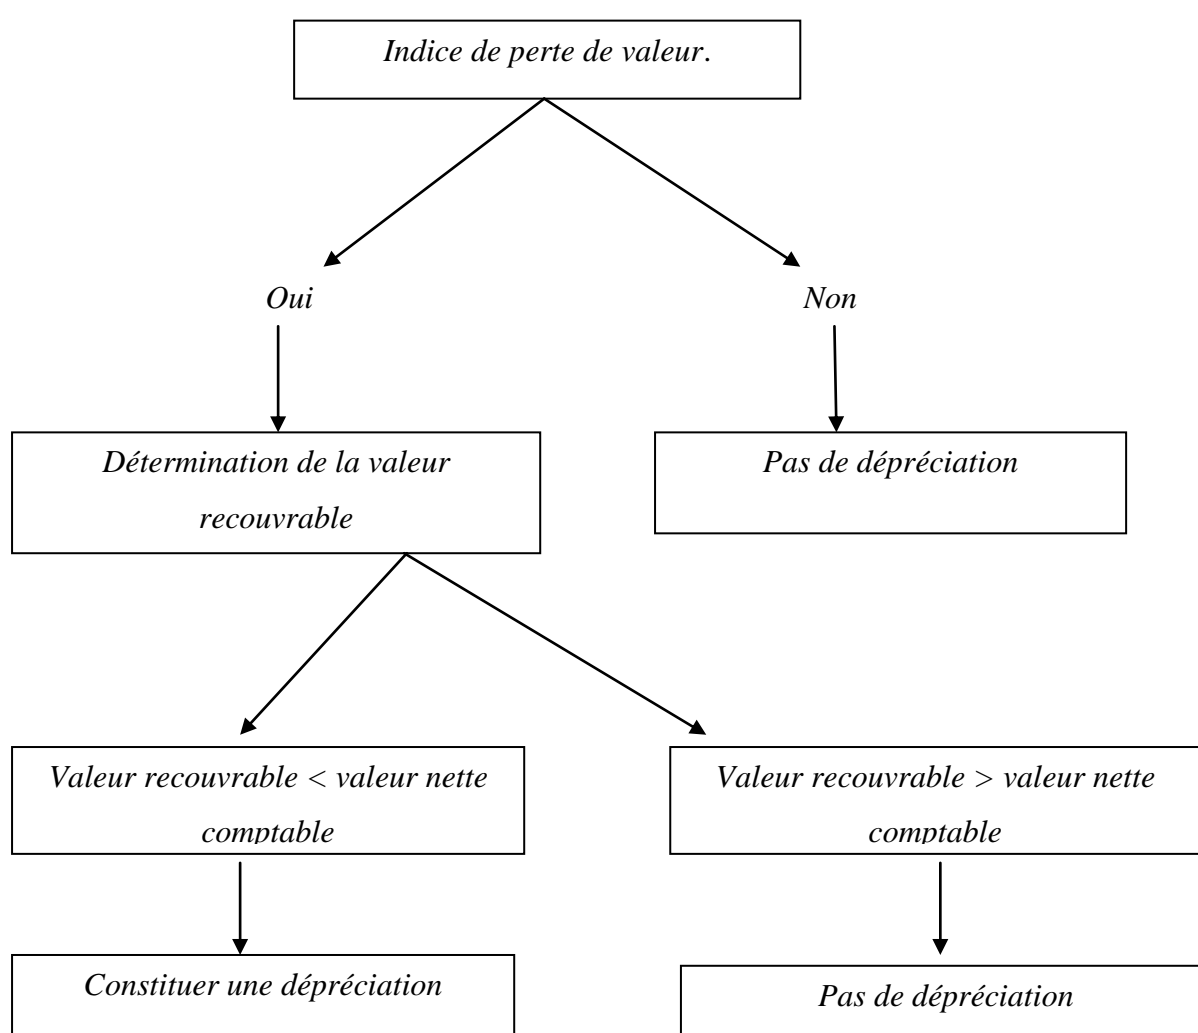 Indice de perte de valeur.
Oui
Non
Détermination de la valeur
recouvrable
Pas de dépréciation
Valeur recouvrable < valeur nette
comptable
Valeur recouvrable > valeur nette
comptable
Constituer une dépréciation
Pas de dépréciation